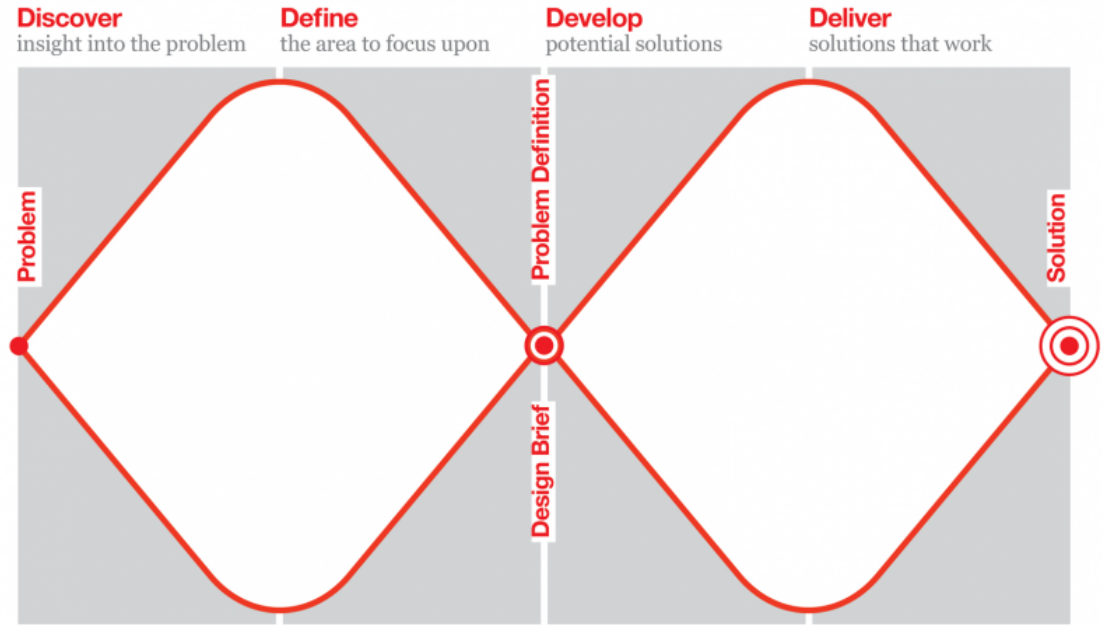 Discover
insight into the problem
Define
the area to focus upon
Develop
potential solutions
Deliver
solutions that work
Problem
Problem Definition
Design Brief
Solution